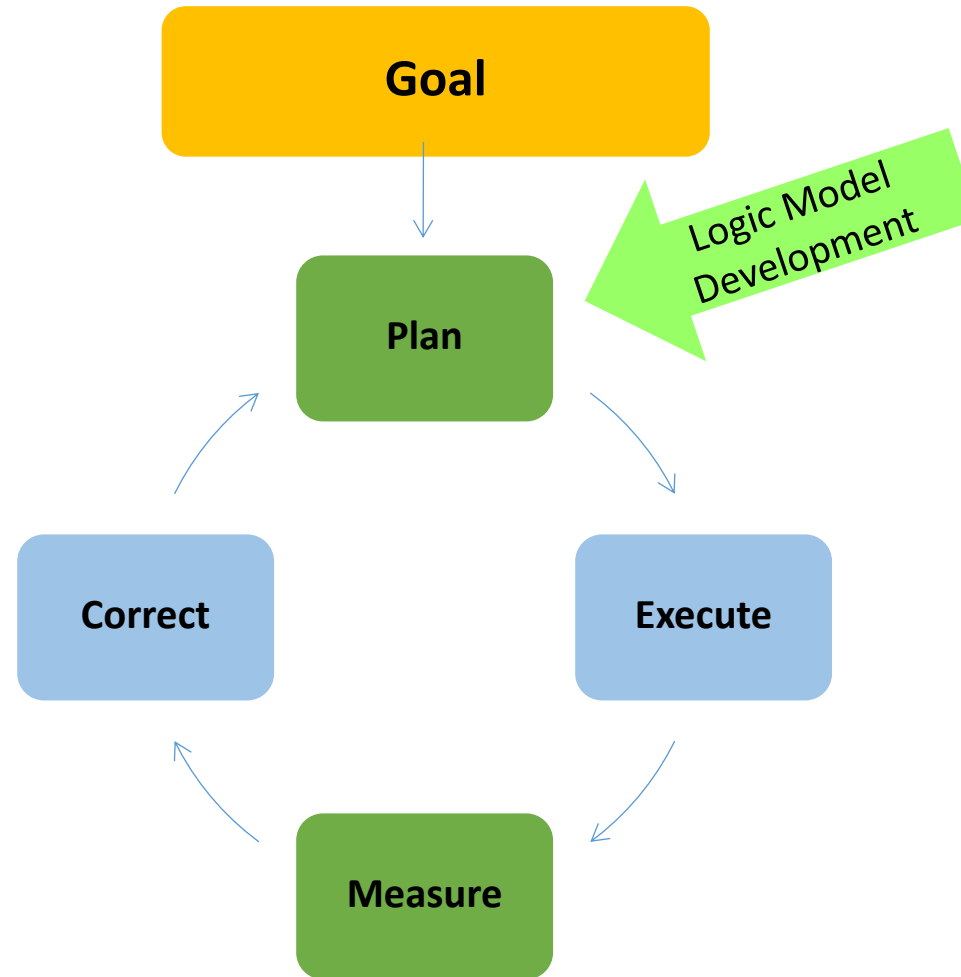 Goal
Logic Model
Development
Plan
Correct
Execute
Measure